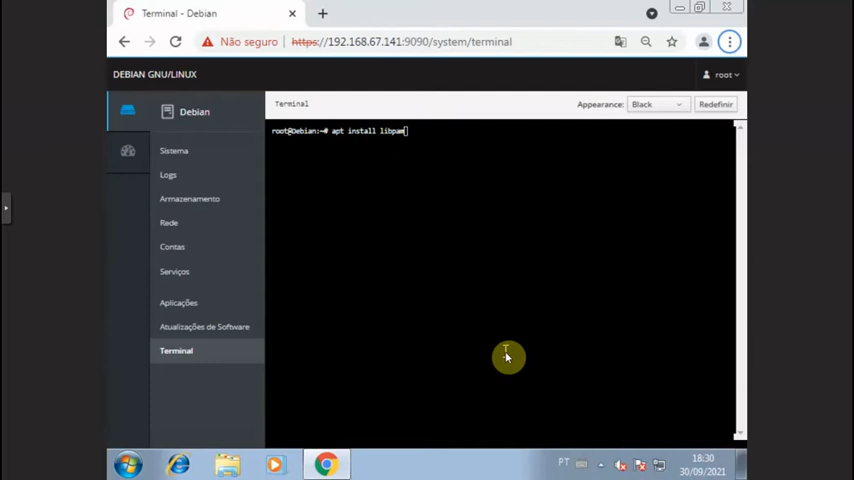 Terminal - Debian
Não seguro https://192.168.67.141:9090/system/terminal
DEBIAN GNU/LINUX
root
Debian
Sistema
Logs
Armazenamento
Rede
Contas
Serviços
Aplicações
Atualizações de Software
Terminal
Terminal
Appearance: Black Redefinir
root@Debian:~# apt install libpam
PT
18:30
30/09/2021